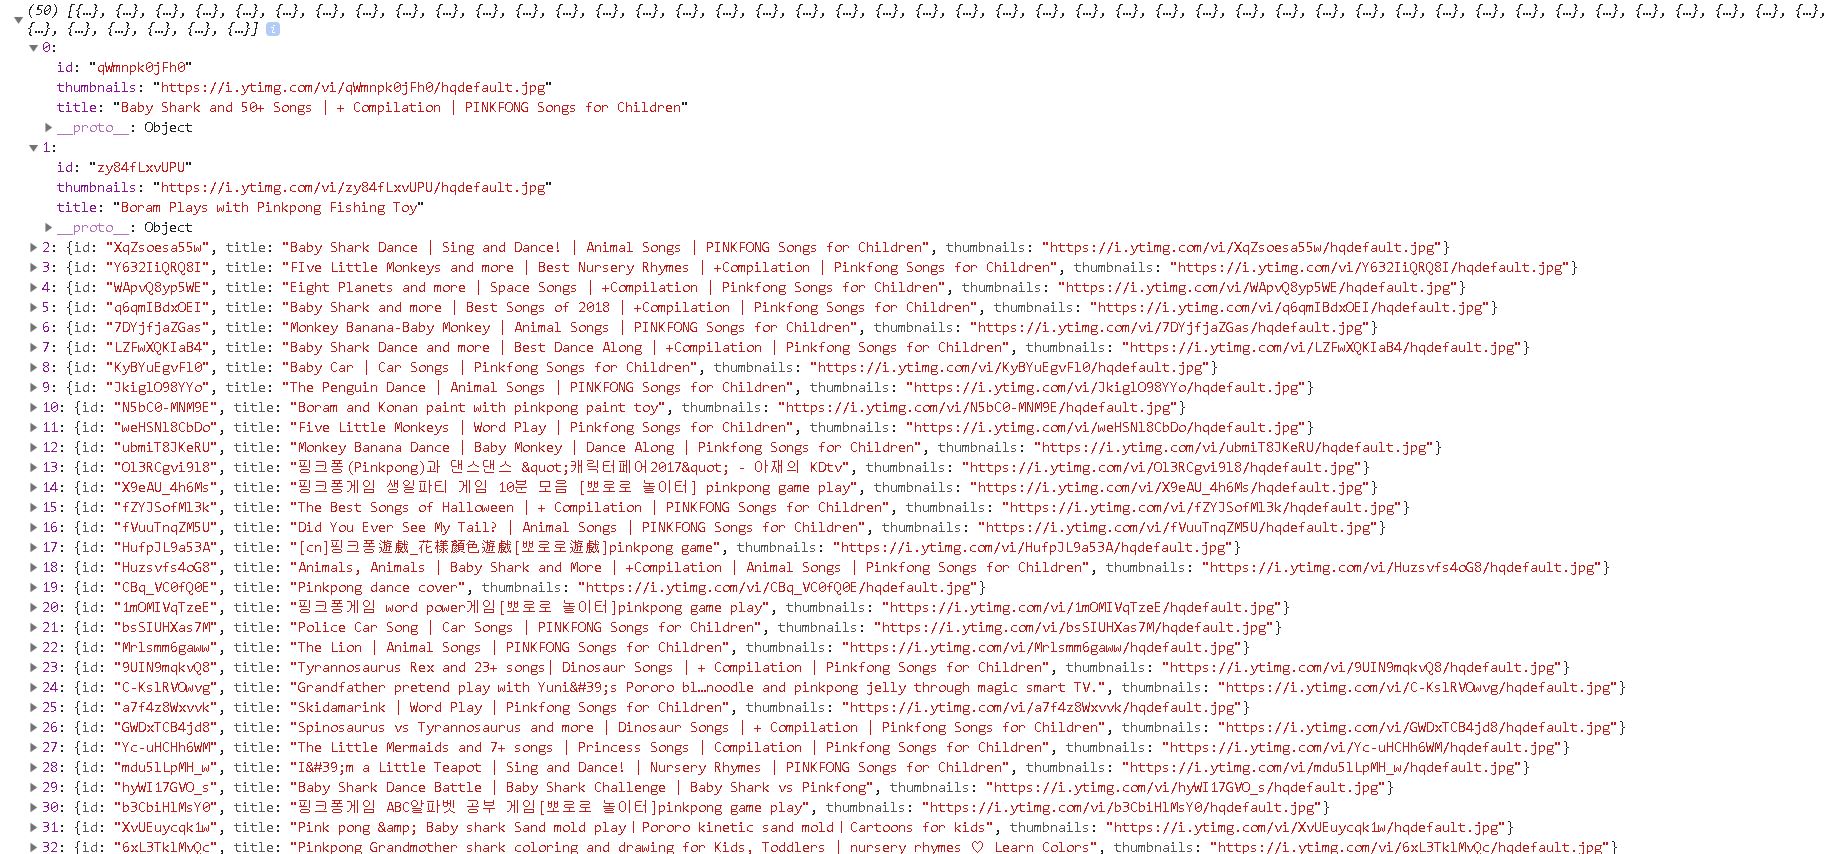 (50) [{…}, {…}, {…}, {…}, {…}, {…}, {…}, {…}, {…}, {…}, {…}, {…}, {…}, {…}, {…}, {…}, {…}, {…}, {…}, {…}, {…}, {…}, {…}, {…}, {…}, {…}, {…}, {…}, {…}, {…}, {…}, {…}, {…}, {…}, {…}, {…}, {…}, {…}, {…}, {…}, {…}, {…}, {…}, {…},
{…}, {…}, {…}, {…}, {…}, {…}] i
▼0:
id: "qWmnpk0jFh0"
thumbnails: "https://i.ytimg.com/vi/qWmnpk0jFh0/hqdefault.jpg"
title: "Baby Shark and 50+ Songs | + Compilation | PINKFONG Songs for Children"
▶__proto__: Object
▼1:
id: "zy84fLxvUPU"
thumbnails: "https://i.ytimg.com/vi/zy84fLxvUPU/hqdefault.jpg"
title: "Boram Plays with Pinkpong Fishing Toy"
▶__proto__: Object
▶2: {id: "XqZsoesa55w", title: "Baby Shark Dance | Sing and Dance! | Animal Songs | PINKFONG Songs for Children", thumbnails: "https://i.ytimg.com/vi/XqZsoesa55w/hqdefault.jpg"}
▶3: {id: "Y632IiQRQ8I", title: "FIve Little Monkeys and more | Best Nursery Rhymes | +Compilation | Pinkfong Songs for Children", thumbnails: "https://i.ytimg.com/vi/Y632IiQRQ8I/hqdefault.jpg"}
▶4: {id: "WApvQ8yp5WE", title: "Eight Planets and more | Space Songs | +Compilation | Pinkfong Songs for Children", thumbnails: "https://i.ytimg.com/vi/WApvQ8yp5WE/hqdefault.jpg"}
▶5: {id: "q6qmIBdxOEI", title: "Baby Shark and more | Best Songs of 2018 | +Compilation | Pinkfong Songs for Children", thumbnails: "https://i.ytimg.com/vi/q6qmIBdxOEI/hqdefault.jpg"}
▶6: {id: "7DYjfjaZGas", title: "Monkey Banana-Baby Monkey | Animal Songs | PINKFONG Songs for Children", thumbnails: "https://i.ytimg.com/vi/7DYjfjaZGas/hqdefault.jpg"}
▶7: {id: "LZFwXQKIaB4", title: "Baby Shark Dance and more | Best Dance Along | +Compilation | Pinkfong Songs for Children", thumbnails: "https://i.ytimg.com/vi/LZFwXQKIaB4/hqdefault.jpg"}
▶8: {id: "KyBYuEgvFl0", title: "Baby Car | Car Songs | Pinkfong Songs for Children", thumbnails: "https://i.ytimg.com/vi/KyBYuEgvFl0/hqdefault.jpg"}
▶9: {id: "JkiglO98YYo", title: "The Penguin Dance | Animal Songs | PINKFONG Songs for Children", thumbnails: "https://i.ytimg.com/vi/JkiglO98YYo/hqdefault.jpg"}
▶10: {id: "N5bC0-MNM9E", title: "Boram and Konan paint with pinkpong paint toy", thumbnails: "https://i.ytimg.com/vi/N5bC0-MNM9E/hqdefault.jpg"}
▶11: {id: "weHSNl8CbDo", title: "Five Little Monkeys | Word Play | Pinkfong Songs for Children", thumbnails: "https://i.ytimg.com/vi/weHSNl8CbDo/hqdefault.jpg"}
▶12: {id: "ubmiT8JKeRU", title: "Monkey Banana Dance | Baby Monkey | Dance Along | Pinkfong Songs for Children", thumbnails: "https://i.ytimg.com/vi/ubmiT8JKeRU/hqdefault.jpg"}
▶13: {id: "Ol3RCgvi9l8", title: "핑크퐁(Pinkpong)과 댄스댄스 &quot;캐릭터페어2017&quot; - 아재의 KDtv", thumbnails: "https://i.ytimg.com/vi/Ol3RCgvi9l8/hqdefault.jpg"}
▶14: {id: "X9eAU_4h6Ms", title: "핑크퐁게임 생일파티 게임 10분 모음 [뽀로로 놀이터] pinkpong game play", thumbnails: "https://i.ytimg.com/vi/X9eAU_4h6Ms/hqdefault.jpg"}
▶15: {id: "fZYJSofMl3k", title: "The Best Songs of Halloween | + Compilation | PINKFONG Songs for Children", thumbnails: "https://i.ytimg.com/vi/fZYJSofMl3k/hqdefault.jpg"}
▶16: {id: "fVuuTnqZM5U", title: "Did You Ever See My Tail? | Animal Songs | PINKFONG Songs for Children", thumbnails: "https://i.ytimg.com/vi/fVuuTnqZM5U/hqdefault.jpg"}
▶17: {id: "HufpJL9a53A", title: "[cn]핑크퐁遊戲_花樣顏色遊戲[뽀로로遊戲]pinkpong game", thumbnails: "https://i.ytimg.com/vi/HufpJL9a53A/hqdefault.jpg"}
▶18: {id: "Huzsvfs4oG8", title: "Animals, Animals | Baby Shark and More | +Compilation | Animal Songs | Pinkfong Songs for Children", thumbnails: "https://i.ytimg.com/vi/Huzsvfs4oG8/hqdefault.jpg"}
▶19: {id: "CBq_VC0fQ0E", title: "Pinkpong dance cover", thumbnails: "https://i.ytimg.com/vi/CBq_VC0fQ0E/hqdefault.jpg"}
▶20: {id: "1mOMIVqTzeE", title: "핑크퐁게임 word power게임[뽀로로 놀이터]pinkpong game play", thumbnails: "https://i.ytimg.com/vi/1mOMIVqTzeE/hqdefault.jpg"}
▶21: {id: "bsSIUHXas7M", title: "Police Car Song | Car Songs | PINKFONG Songs for Children", thumbnails: "https://i.ytimg.com/vi/bsSIUHXas7M/hqdefault.jpg"}
▶22: {id: "Mrlsmm6gaww", title: "The Lion | Animal Songs | PINKFONG Songs for Children", thumbnails: "https://i.ytimg.com/vi/Mrlsmm6gaww/hqdefault.jpg"}
▶23: {id: "9UIN9mqkvQ8", title: "Tyrannosaurus Rex and 23+ songs| Dinosaur Songs | + Compilation | Pinkfong Songs for Children", thumbnails: "https://i.ytimg.com/vi/9UIN9mqkvQ8/hqdefault.jpg"}
▶24: {id: "C-KslRVOwvg", title: "Grandfather pretend play with Yuni&#39;s Pororo bl…noodle and pinkpong jelly through magic smart TV.", thumbnails: "https://i.ytimg.com/vi/C-KslRVOwvg/hqdefault.jpg"}
▶25: {id: "a7f4z8Wxvvk", title: "Skidamarink | Word Play | Pinkfong Songs for Children", thumbnails: "https://i.ytimg.com/vi/a7f4z8Wxvvk/hqdefault.jpg"}
▶26: {id: "GWDxTCB4jd8", title: "Spinosaurus vs Tyrannosaurus and more | Dinosaur Songs | + Compilation | Pinkfong Songs for Children", thumbnails: "https://i.ytimg.com/vi/GWDxTCB4jd8/hqdefault.jpg"}
▶27: {id: "Yc-uHCHh6WM", title: "The Little Mermaids and 7+ songs | Princess Songs | Compilation | Pinkfong Songs for Children", thumbnails: "https://i.ytimg.com/vi/Yc-uHCHh6WM/hqdefault.jpg"}
▶28: {id: "mdu5lLpMH_w", title: "I&#39;m a Little Teapot | Sing and Dance! | Nursery Rhymes | PINKFONG Songs for Children", thumbnails: "https://i.ytimg.com/vi/mdu5lLpMH_w/hqdefault.jpg"}
▶29: {id: "hyWI17GVO_s", title: "Baby Shark Dance Battle | Baby Shark Challenge | Baby Shark vs Pinkfong", thumbnails: "https://i.ytimg.com/vi/hyWI17GVO_s/hqdefault.jpg"}
▶30: {id: "b3CbiHlMsY0", title: "핑크퐁게임 ABC알파벳 공부 게임[뽀로로 놀이터]pinkpong game play", thumbnails: "https://i.ytimg.com/vi/b3CbiHlMsY0/hqdefault.jpg"}
▶31: {id: "XvUEuycqk1w", title: "Pink pong &amp; Baby shark Sand mold play|Pororo kinetic sand mold|Cartoons for kids", thumbnails: "https://i.ytimg.com/vi/XvUEuycqk1w/hqdefault.jpg"}
▶32: {id: "6xL3TklMvQc", title: "Pinkpong Grandmother shark coloring and drawing for Kids, Toddlers | nursery rhymes ♡ Learn Colors", thumbnails: "https://i.ytimg.com/vi/6xL3TklMvQc/hqdefault.jpg"}